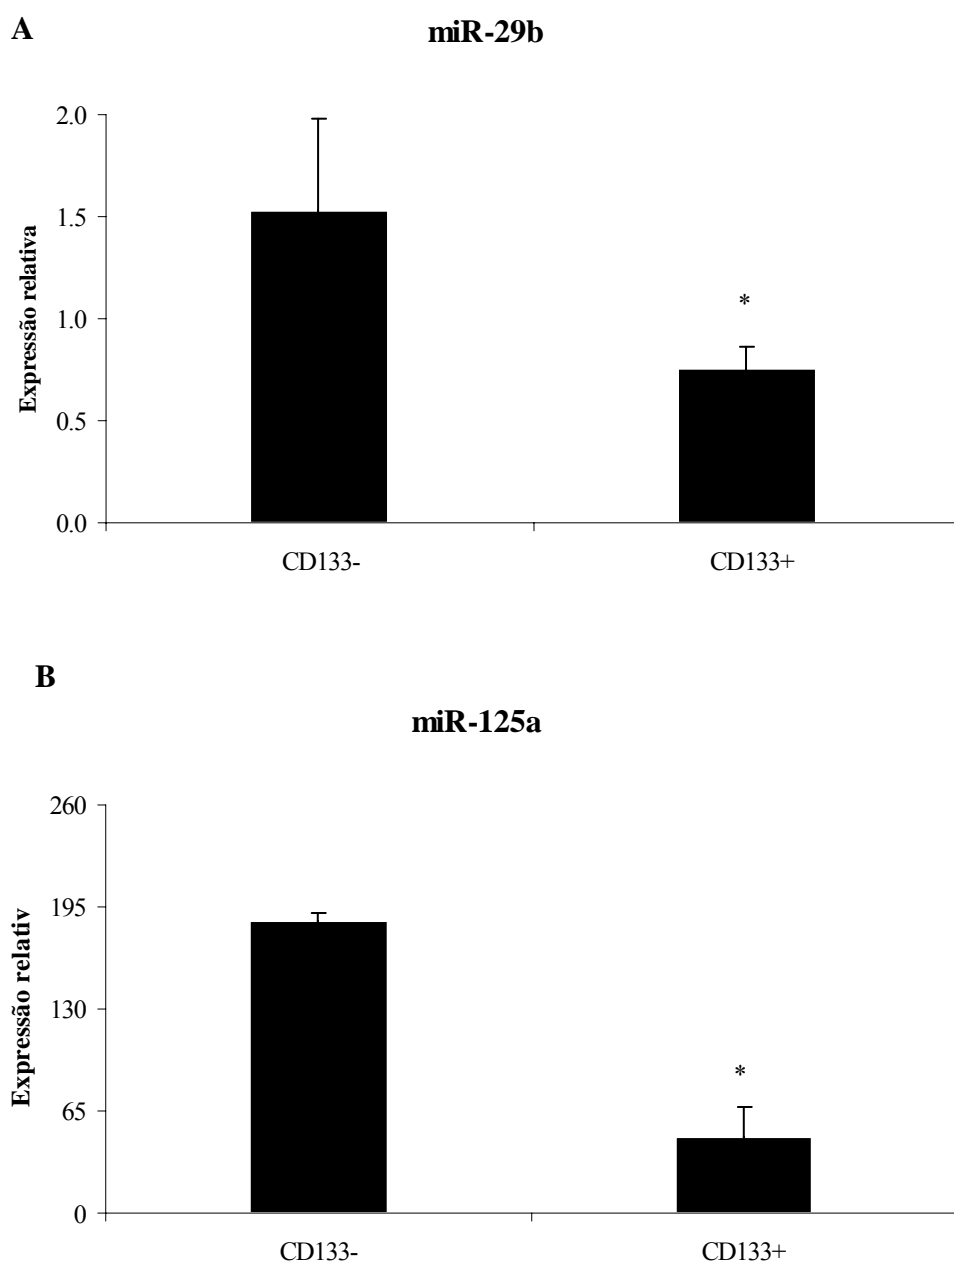 A
miR-29b
2.0
1.5
1.0
0.5
0.0
Expressão relativa
*
CD133-
CD133+
B
miR-125a
260
195
130
65
0
Expressão relativ
*
CD133-
CD133+